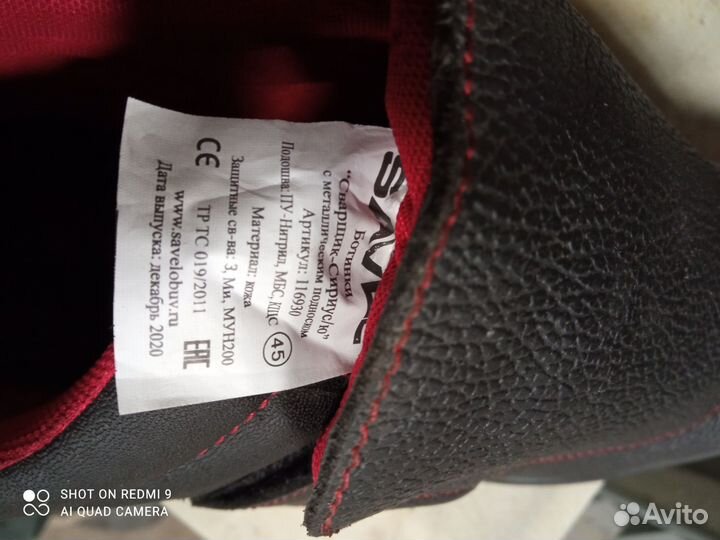 SAVEL
Ботинки
"Сварщик-Сириус/ю"
с металлическим подноском
Артикул: 116930
Подошва: ПУ-Нитрил, МБС, КЩС
Материал: кожа
45
Защитные св-ва: З, Ми, МУН200
ТР ТС 019/2011
CE
EAC
www.savelobuv.ru
Дата выпуска: декабрь 2020
SHOT ON REDMI 9
AI QUAD CAMERA
Avito